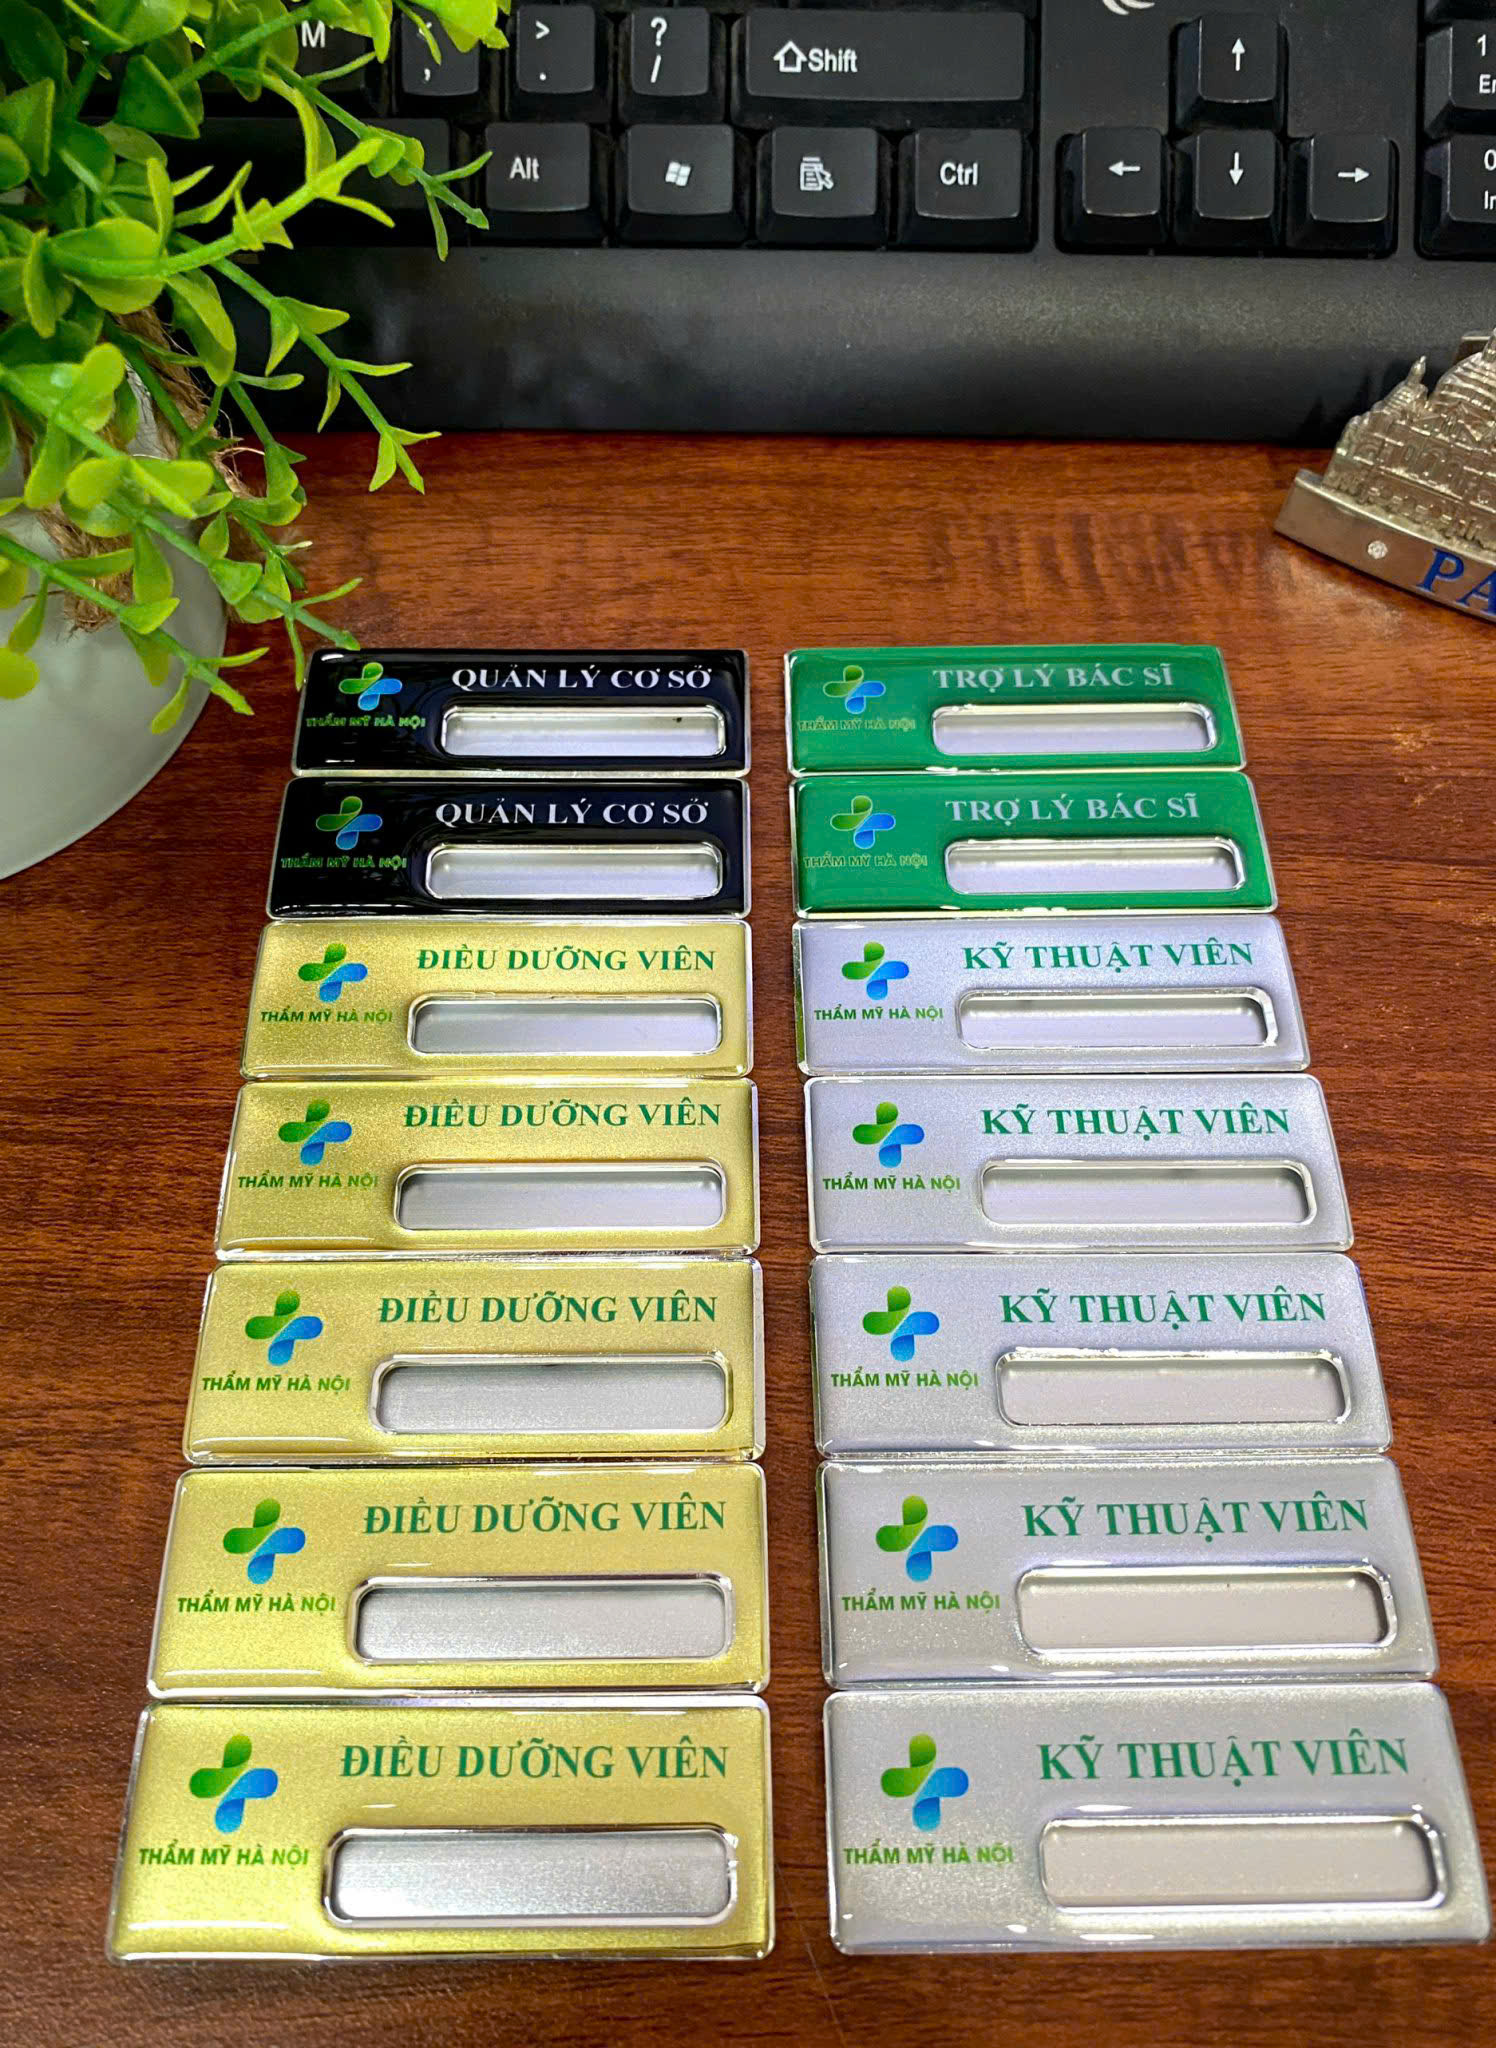 M
<
,
>
.
?
/
Shift
Alt
Ctrl
1
0
PA
QUẢN LÝ CƠ SỞ
THẨM MỸ HÀ NỘI
QUẢN LÝ CƠ SỞ
THẨM MỸ HÀ NỘI
ĐIỀU DƯỠNG VIÊN
THẨM MỸ HÀ NỘI
ĐIỀU DƯỠNG VIÊN
THẨM MỸ HÀ NỘI
ĐIỀU DƯỠNG VIÊN
THẨM MỸ HÀ NỘI
ĐIỀU DƯỠNG VIÊN
THẨM MỸ HÀ NỘI
ĐIỀU DƯỠNG VIÊN
THẨM MỸ HÀ NỘI
TRỢ LÝ BÁC SĨ
THẨM MỸ HÀ NỘI
TRỢ LÝ BÁC SĨ
THẨM MỸ HÀ NỘI
KỸ THUẬT VIÊN
THẨM MỸ HÀ NỘI
KỸ THUẬT VIÊN
THẨM MỸ HÀ NỘI
KỸ THUẬT VIÊN
THẨM MỸ HÀ NỘI
KỸ THUẬT VIÊN
THẨM MỸ HÀ NỘI
KỸ THUẬT VIÊN
THẨM MỸ HÀ NỘI